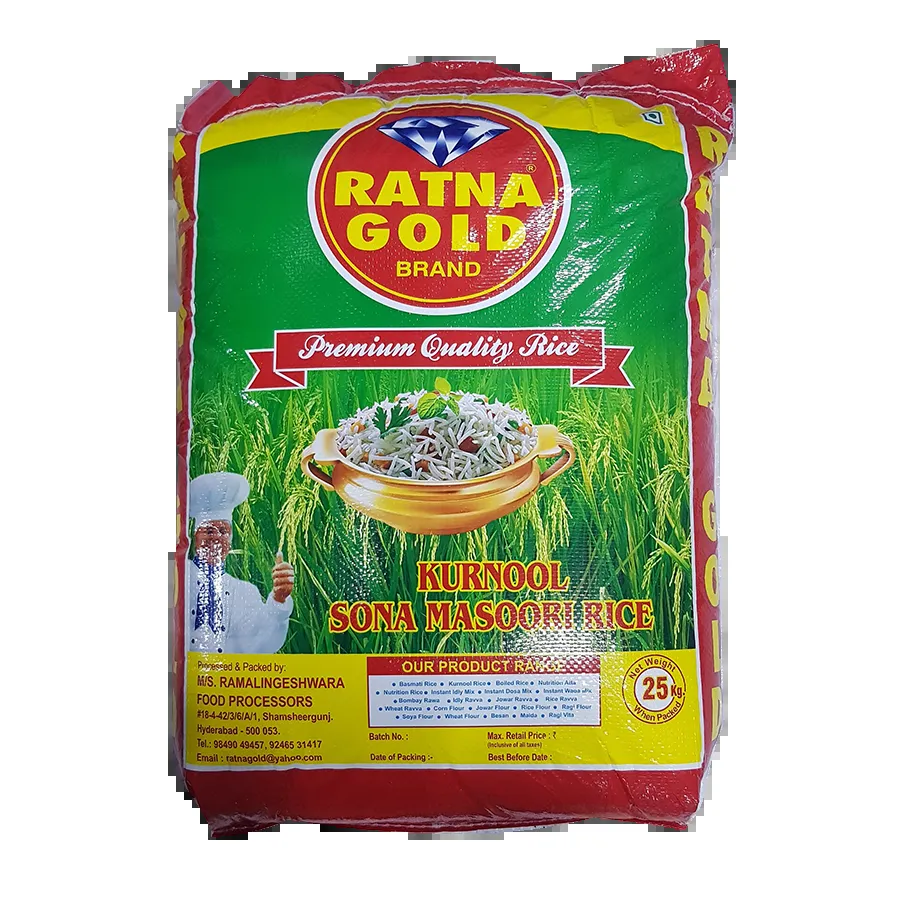 RATNA ®
GOLD
BRAND
Premium Quality Rice
KURNOOL
SONA MASOORI RICE
Processed & Packed by:
M/S. RAMALINGESHWARA
FOOD PROCESSORS
#18-4-42/3/6/A/1, Shamsheergunj.
Hyderabad - 500 053.
Tel.: 98490 49457, 92465 31417
Email : ratnagold@yahoo.com
OUR PRODUCT RANGE
• Basmati Rice • Kurnool Rice • Boiled Rice • Nutrition Atta
• Nutrition Rice • Instant Idly Mix • Instant Dosa Mix • Instant Mix
• Bombay Rawa • Idly Ravva • Jowar Ravva • Rice Ravva
• Wheat Ravva • Corn Flour • Jowar Flour • Rice Flour • Ragi Flour
• Soya Flour • Wheat Flour • Besan • Maida • Ragi Vita
Batch No. :
Max. Retail Price : ₹
(Inclusive of all taxes)
Date of Packing :-
Best Before Date :
Net Weight
25 Kg.
When Packed
RATNA GOLD